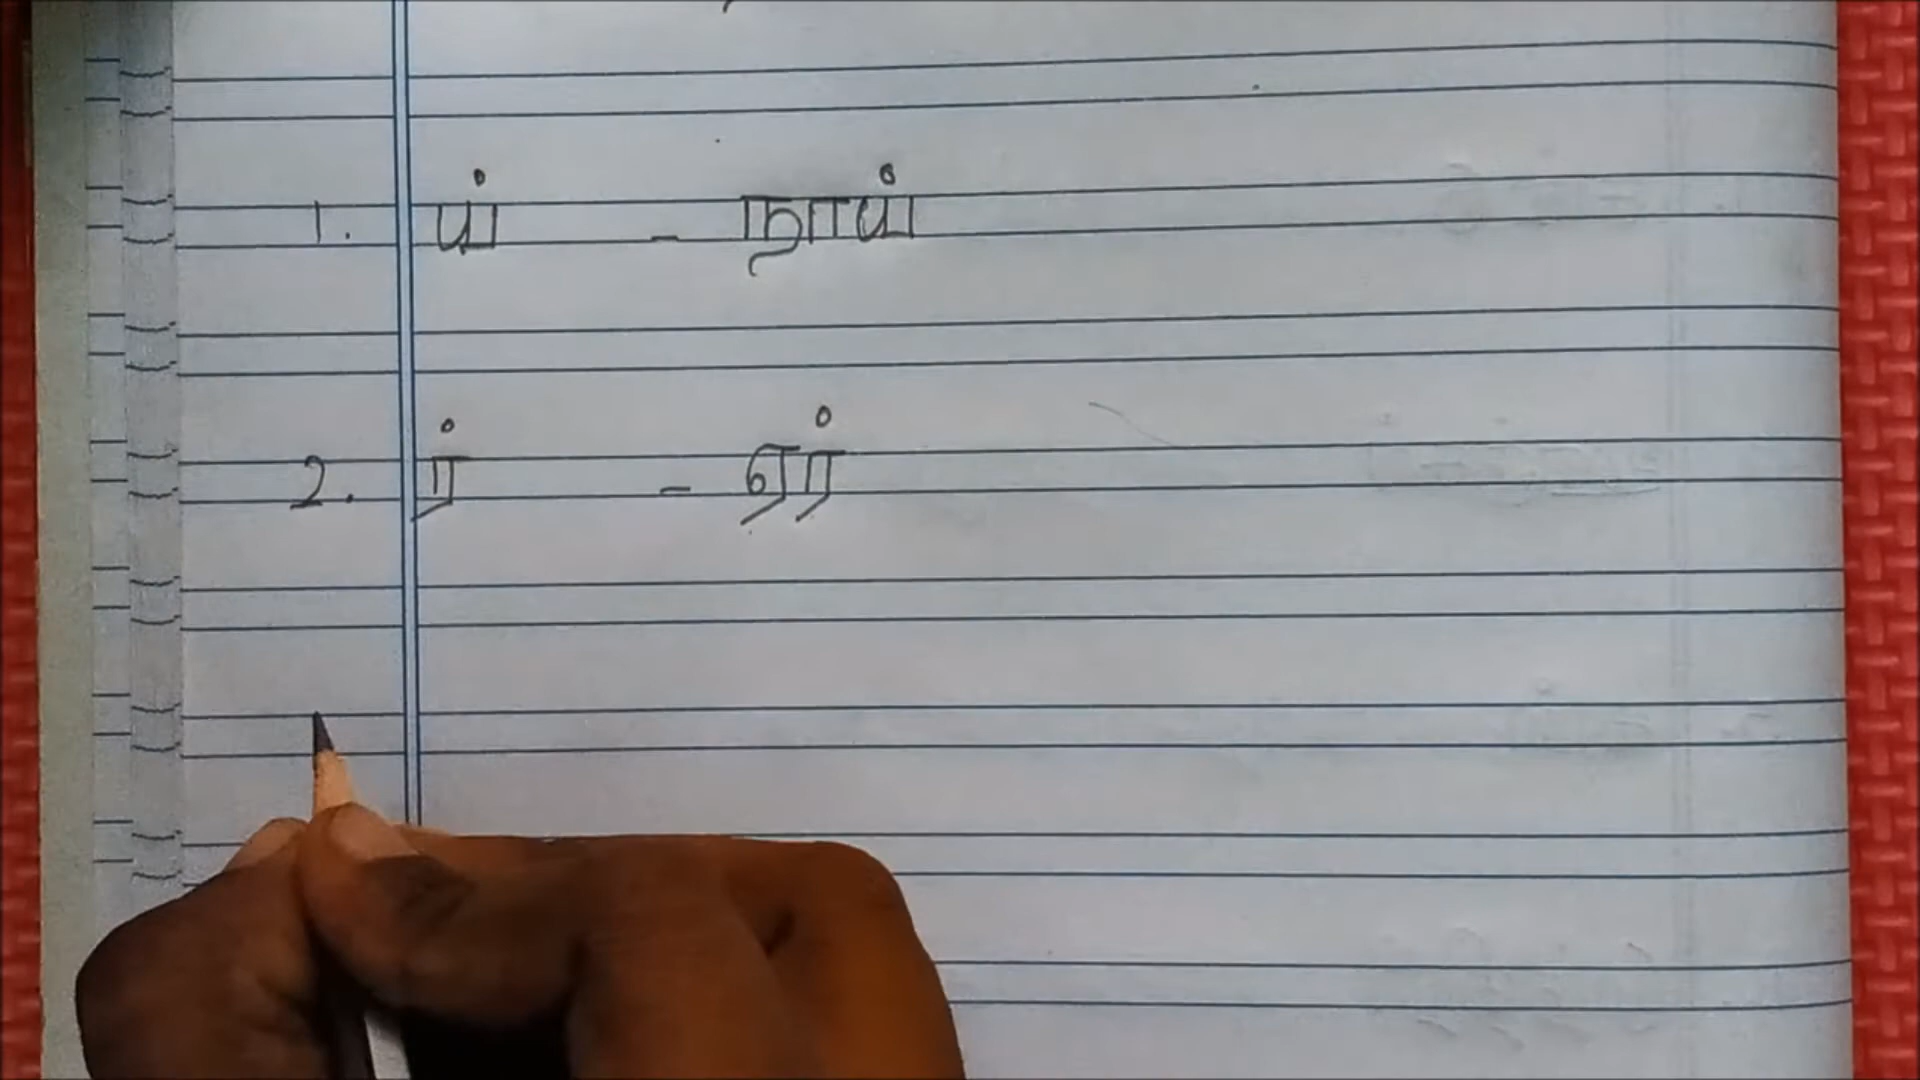 1. ய் - நாய்
2. ர் - ஏர்